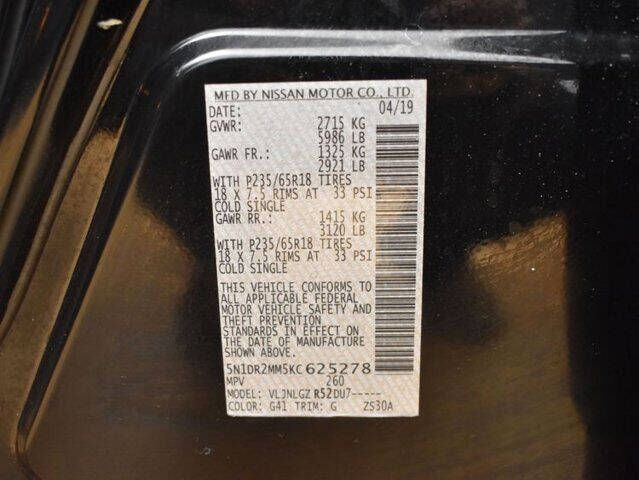 MFD BY NISSAN MOTOR CO., LTD.
DATE: 04/19
GVWR: 2715 KG
5986 LB
GAWR FR.: 1325 KG
2921 LB
WITH P235/65R18 TIRES
18 X 7.5 RIMS AT 33 PSI
COLD SINGLE
GAWR RR.: 1415 KG
3120 LB
WITH P235/65R18 TIRES
18 X 7.5 RIMS AT 33 PSI
COLD SINGLE
THIS VEHICLE CONFORMS TO
ALL APPLICABLE FEDERAL
MOTOR VEHICLE SAFETY AND
THEFT PREVENTION
STANDARDS IN EFFECT ON
THE DATE OF MANUFACTURE
SHOWN ABOVE.
5N1DR2MM5KC625278
MPV 260
MODEL: VLJNLGZ R52DU7-----
COLOR: G41 TRIM: G ZS30A